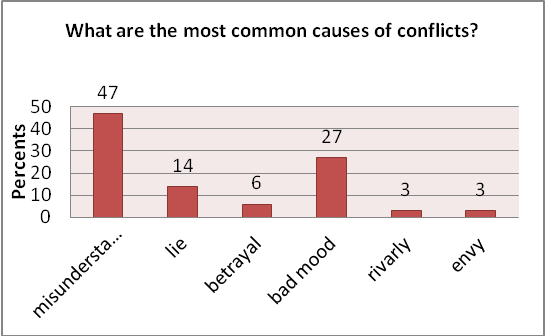 What are the most common causes of conflicts?
Percents
50
40
30
20
10
0
47
14
6
27
3
3
misundersta...
lie
betrayal
bad mood
rivarly
envy